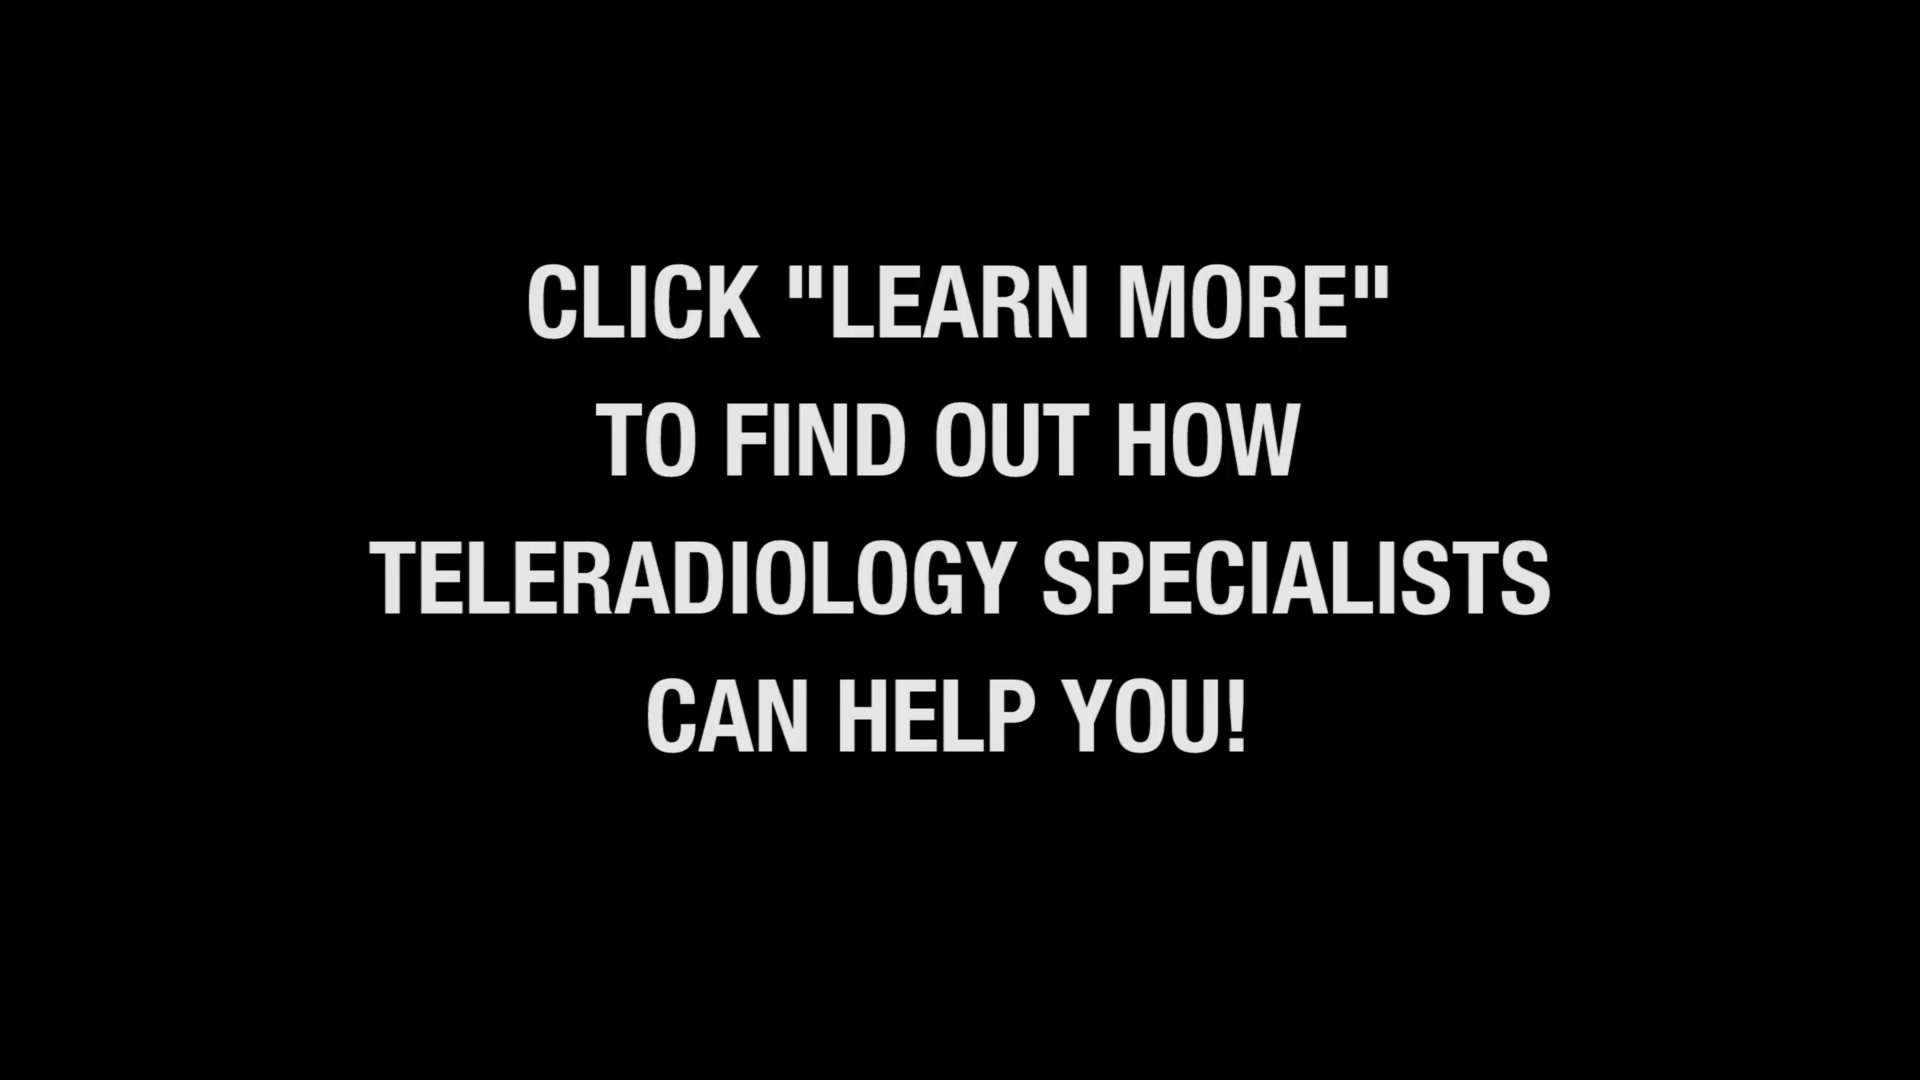 CLICK "LEARN MORE"
TO FIND OUT HOW
TELERADIOLOGY SPECIALISTS
CAN HELP YOU!